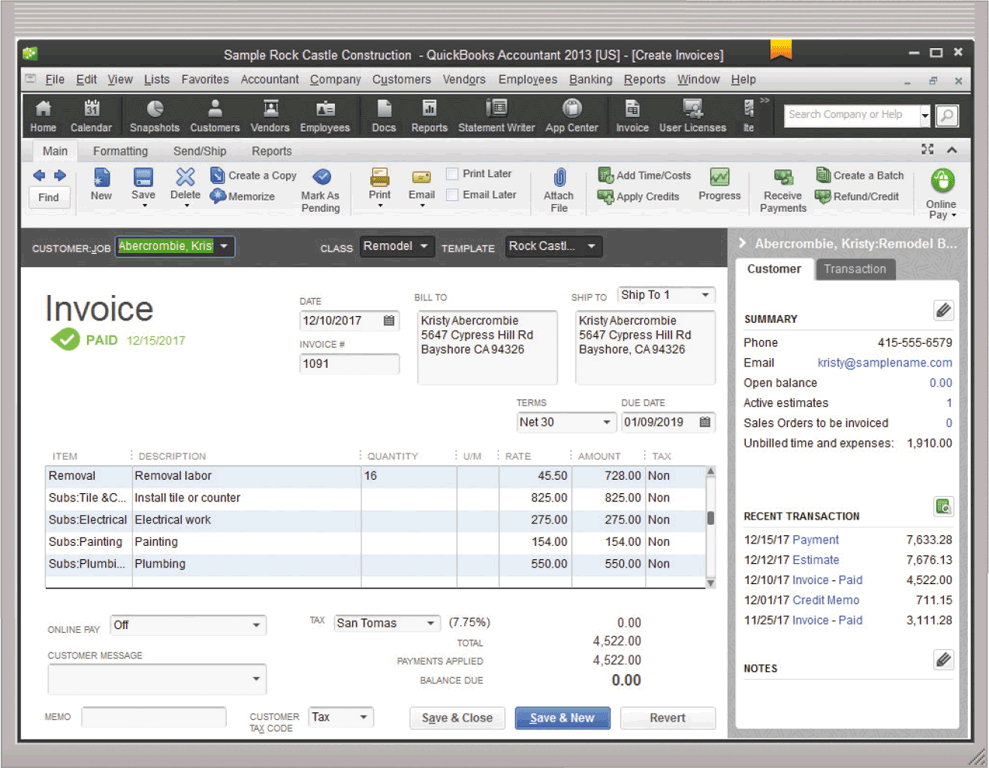 Sample Rock Castle Construction - QuickBooks Accountant 2013 [US] - [Create Invoices]
File Edit View Lists Favorites Accountant Company Customers Vendors Employees Banking Reports Window Help
Home Calendar Snapshots Customers Vendors Employees Docs Reports Statement Writer App Center Invoice User Licenses Ite
Search Company or Help
Main Formatting Send/Ship Reports
Find New Save Delete Create a Copy Memorize Mark As Pending Print Email Print Later Email Later Attach File Add Time/Costs Apply Credits Progress Receive Payments Create a Batch Refund/Credit Online Pay
CUSTOMER:JOB Abercrombie, Kris CLASS Remodel TEMPLATE Rock Castl...
Invoice
PAID 12/15/2017
DATE
12/10/2017
INVOICE #
1091
BILL TO
Kristy Abercrombie
5647 Cypress Hill Rd
Bayshore CA 94326
SHIP TO Ship To 1
Kristy Abercrombie
5647 Cypress Hill Rd
Bayshore, CA 94326
TERMS
Net 30
DUE DATE
01/09/2019
ITEM DESCRIPTION QUANTITY U/M RATE AMOUNT TAX
Removal Removal labor 16 45.50 728.00 Non
Subs:Tile &C... Install tile or counter 825.00 825.00 Non
Subs:Electrical Electrical work 275.00 275.00 Non
Subs:Painting Painting 154.00 154.00 Non
Subs:Plumbi... Plumbing 550.00 550.00 Non
ONLINE PAY Off
CUSTOMER MESSAGE
MEMO
TAX San Tomas (7.75%) 0.00
TOTAL 4,522.00
PAYMENTS APPLIED 4,522.00
BALANCE DUE 0.00
CUSTOMER TAX CODE Tax
Save & Close Save & New Revert
Abercrombie, Kristy:Remodel B...
Customer Transaction
SUMMARY
Phone 415-555-6579
Email kristy@samplename.com
Open balance 0.00
Active estimates 1
Sales Orders to be invoiced 0
Unbilled time and expenses: 1,910.00
RECENT TRANSACTION
12/15/17 Payment 7,633.28
12/12/17 Estimate 7,676.13
12/10/17 Invoice - Paid 4,522.00
12/01/17 Credit Memo 711.15
11/25/17 Invoice - Paid 3,111.28
NOTES